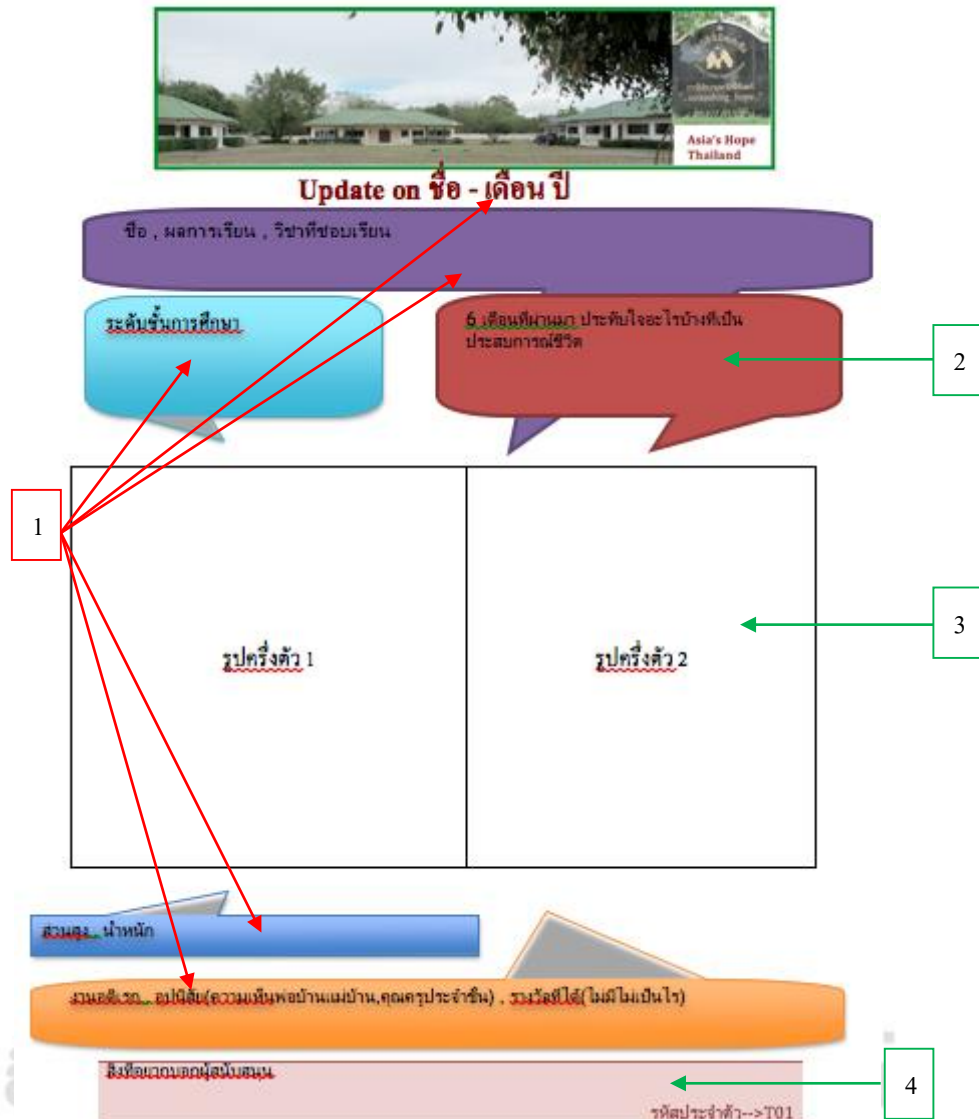 Asia's Hope
Thailand
Update on ชื่อ - เดือน ปี
ชื่อ , ผลการเรียน , วิชาที่ชอบเรียน
ระดับชั้นการศึกษา
6 เดือนที่ผ่านมา ประทับใจอะไรบ้างที่เป็น
ประสบการณ์ชีวิต
2
1
3
รูปครึ่งตัว 1
รูปครึ่งตัว 2
ส่วนสูง , น้ำหนัก
งานอดิเรก , อุปนิสัย(ความเห็นพ่อบ้านแม่บ้าน,คุณครูประจำชั้น) , รางวัลที่ได้(ไม่มีไม่เป็นไร)
สิ่งที่อยากบอกผู้สนับสนุน
4
รหัสประจำตัว-->T01